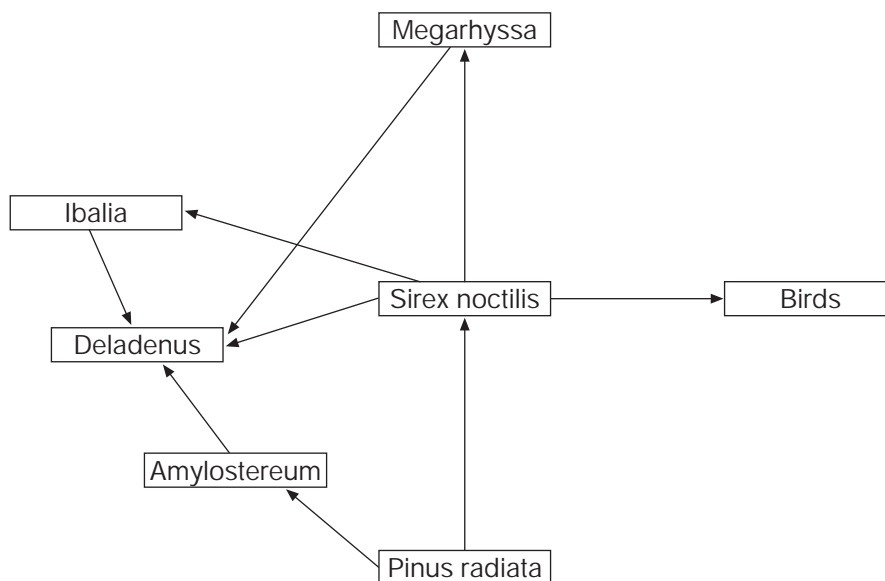 Megarhyssa
Ibalia
Sirex noctilis
Birds
Deladenus
Amylostereum
Pinus radiata